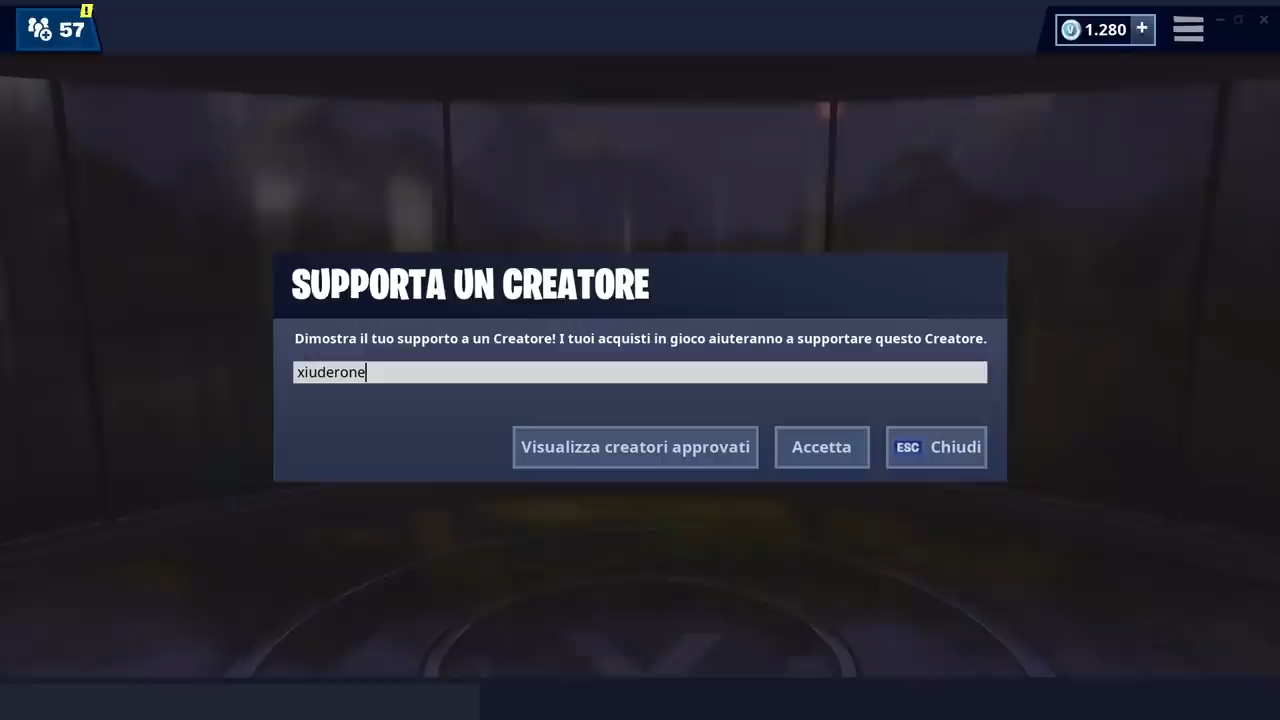 57
!
1.280 +
SUPPORTA UN CREATORE
Dimostra il tuo supporto a un Creatore! I tuoi acquisti in gioco aiuteranno a supportare questo Creatore.
xiuderone
Visualizza creatori approvati
Accetta
ESC Chiudi